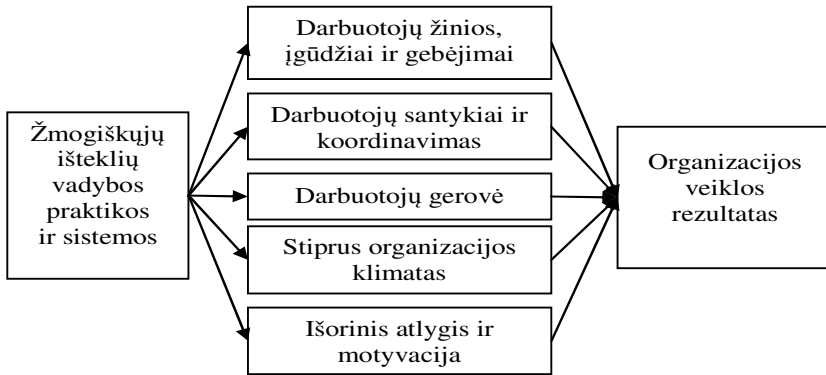 Žmogiškųjų
išteklių
vadybos
praktikos
ir sistemos
Darbuotojų žinios,
įgūdžiai ir gebėjimai
Darbuotojų santykiai ir
koordinavimas
Darbuotojų gerovė
Stiprus organizacijos
klimatas
Išorinis atlygis ir
motyvacija
Organizacijos
veiklos
rezultatas